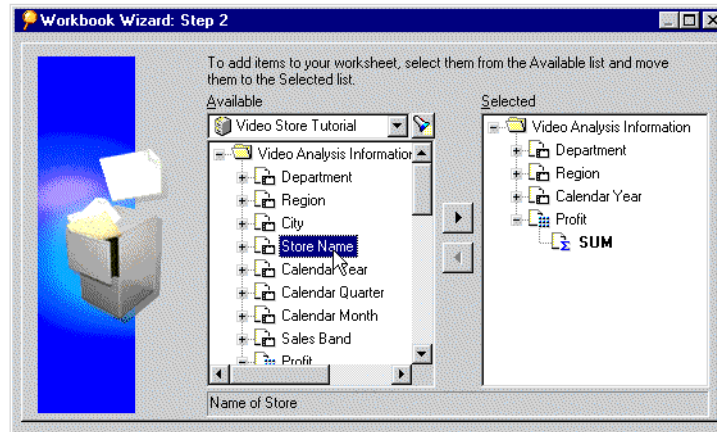 Workbook Wizard: Step 2
To add items to your worksheet, select them from the Available list and move
them to the Selected list.
Available
Video Store Tutorial
Video Analysis Information
Department
Region
City
Store Name
Calendar Year
Calendar Quarter
Calendar Month
Sales Band
Profit
Selected
Video Analysis Information
Department
Region
Calendar Year
Profit
SUM
Name of Store